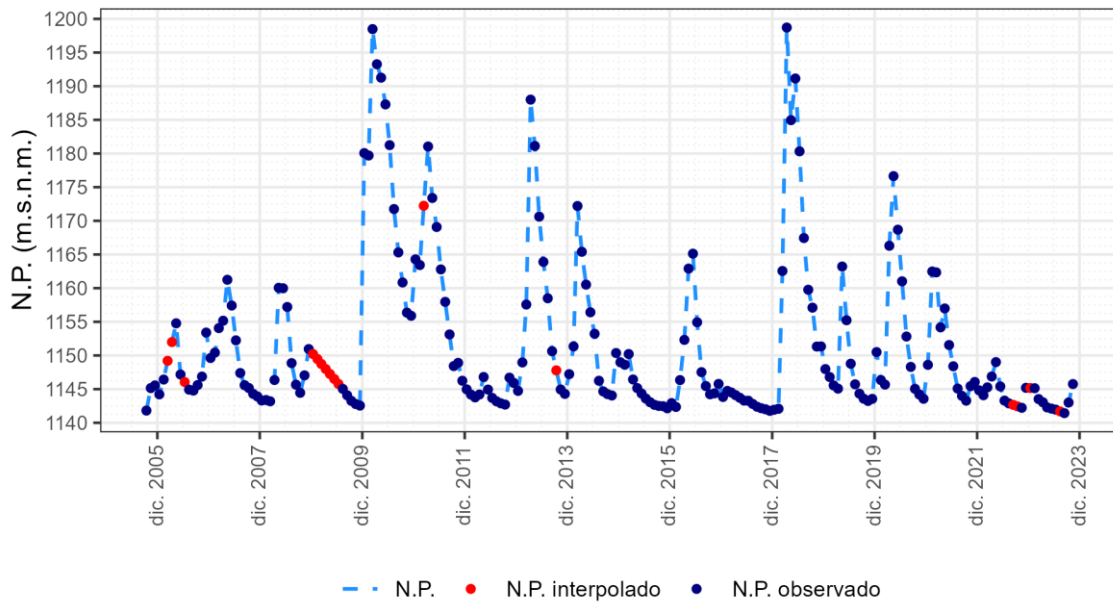 N.P. (m.s.n.m.)
1200
1195
1190
1185
1180
1175
1170
1165
1160
1155
1150
1145
1140
dic. 2005
dic. 2007
dic. 2009
dic. 2011
dic. 2013
dic. 2015
dic. 2017
dic. 2019
dic. 2021
dic. 2023
N.P.
N.P. interpolado
N.P. observado